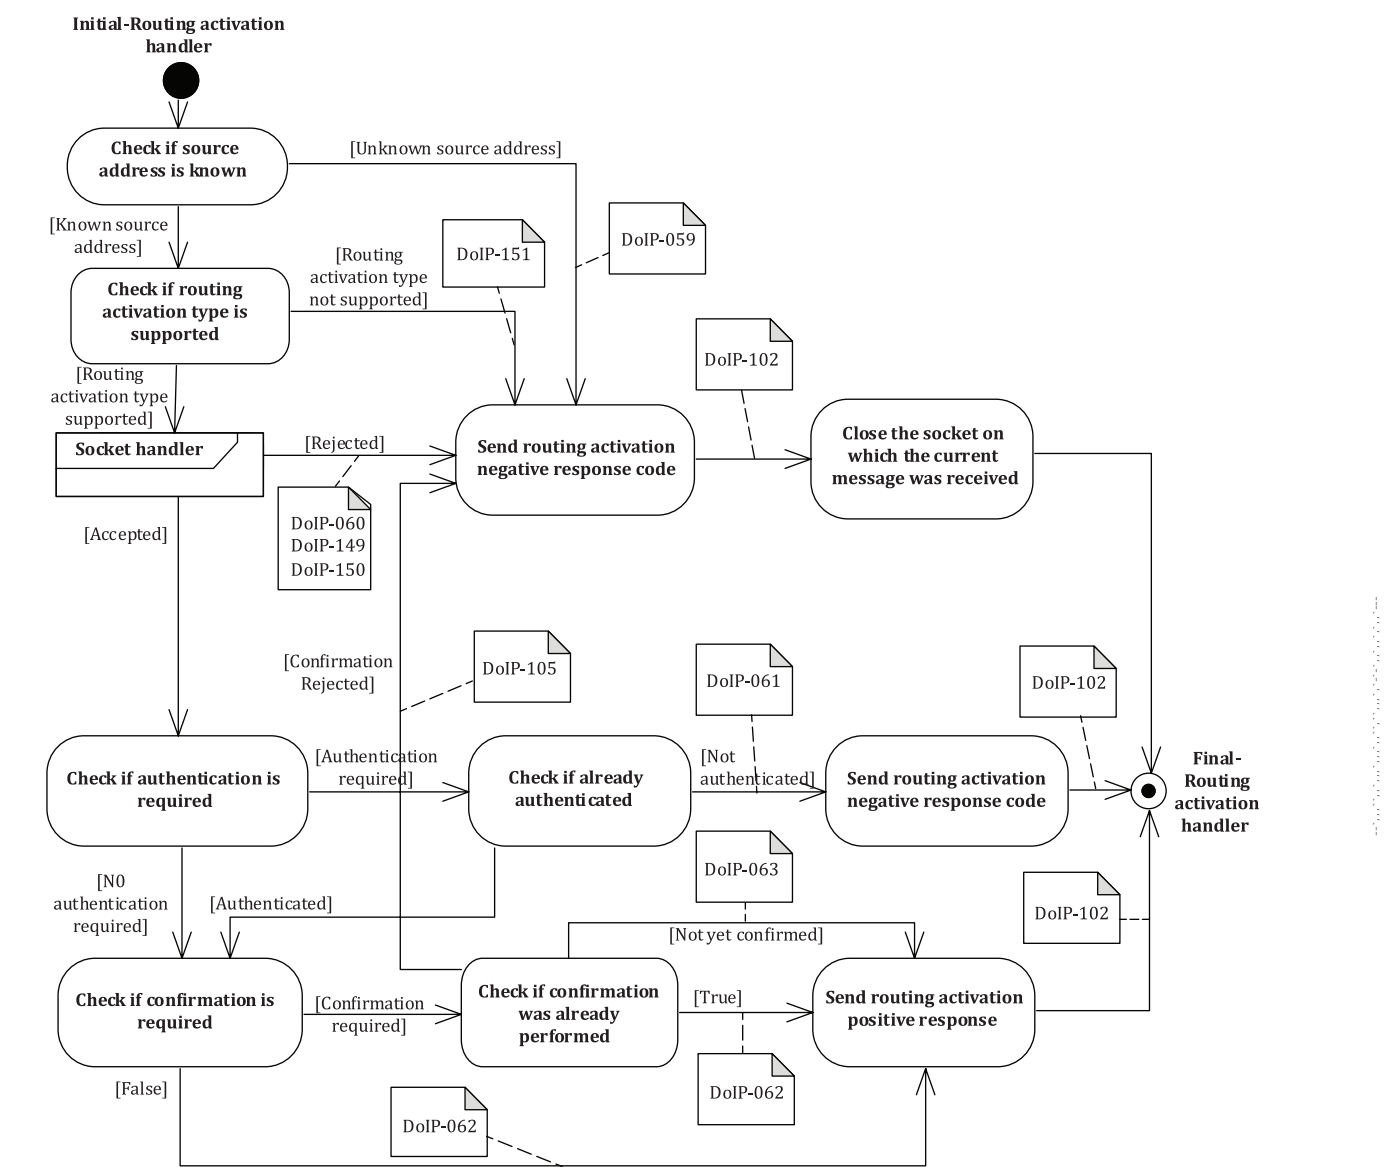 Initial-Routing activation
handler
Check if source
address is known
[Unknown source address]
[Known source
address]
DoIP-151
DoIP-059
[Routing
activation type
not supported]
Check if routing
activation type is
supported
DoIP-102
[Routing
activation type
supported]
Socket handler
[Rejected]
Send routing activation
negative response code
Close the socket on
which the current
message was received
[Accepted]
DoIP-060
DoIP-149
DoIP-150
[Confirmation
Rejected]
DoIP-105
DoIP-061
DoIP-102
Check if authentication is
required
[Authentication
required]
Check if already
authenticated
[Not
authenticated]
Send routing activation
negative response code
Final-
Routing
activation
handler
[N0
authentication
required]
[Authenticated]
DoIP-063
[Not yet confirmed]
DoIP-102
Check if confirmation is
required
[Confirmation
required]
Check if confirmation
was already
performed
[True]
Send routing activation
positive response
[False]
DoIP-062
DoIP-062